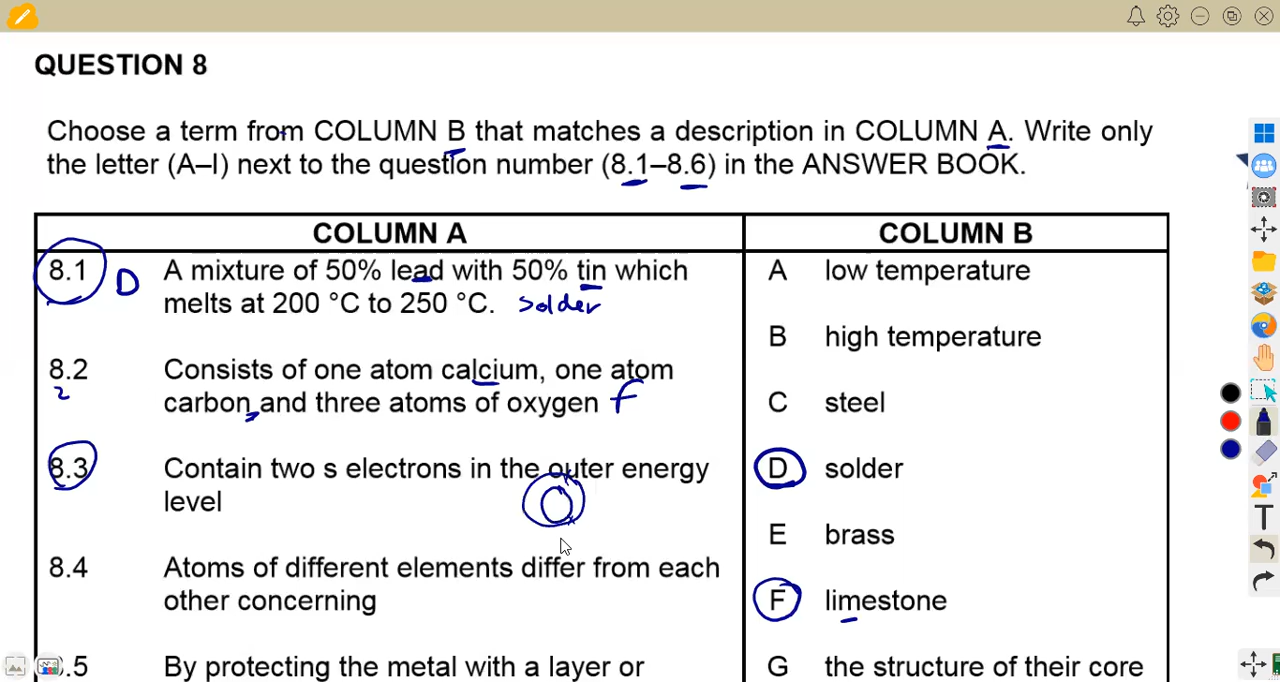 QUESTION 8
Choose a term from COLUMN B that matches a description in COLUMN A. Write only
the letter (A–I) next to the question number (8.1–8.6) in the ANSWER BOOK.
COLUMN A COLUMN B
8.1 D A mixture of 50% lead with 50% tin which A low temperature
melts at 200 °C to 250 °C. solder
B high temperature
8.2 Consists of one atom calcium, one atom
2 carbon, and three atoms of oxygen F C steel
8.3 Contain two s electrons in the outer energy D solder
level
E brass
8.4 Atoms of different elements differ from each
other concerning F limestone
.5 By protecting the metal with a layer or G the structure of their core
T